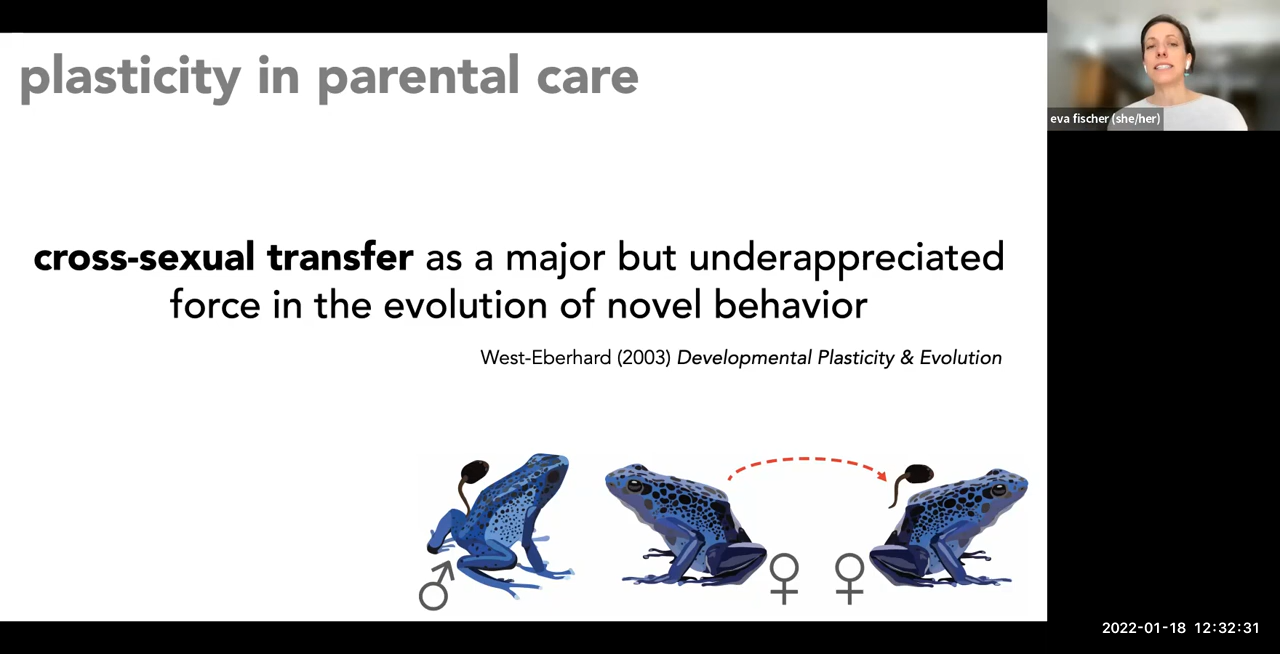 plasticity in parental care
eva fischer (she/her)
cross-sexual transfer as a major but underappreciated
force in the evolution of novel behavior
West-Eberhard (2003) Developmental Plasticity & Evolution
♂
♀ ♀
2022-01-18 12:32:31